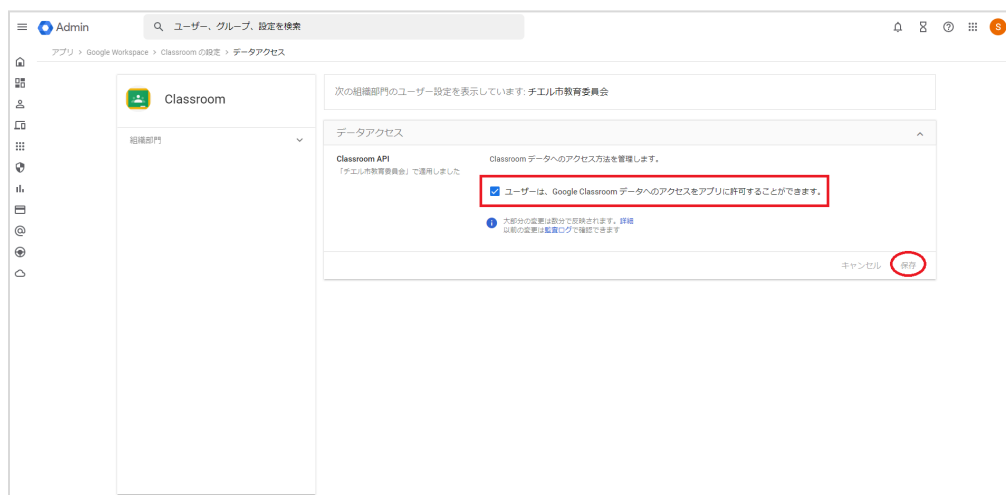 Admin
ユーザー、グループ、設定を検索
S
アプリ > Google Workspace > Classroom の設定 > データアクセス
Classroom
組織部門
次の組織部門のユーザー設定を表示しています: チエル市教育委員会
データアクセス
Classroom API
「チエル市教育委員会」で適用しました
Classroom データへのアクセス方法を管理します。
ユーザーは、Google Classroom データへのアクセスをアプリに許可することができます。
大部分の変更は数分で反映されます。詳細
以前の変更は監査ログで確認できます
キャンセル
保存